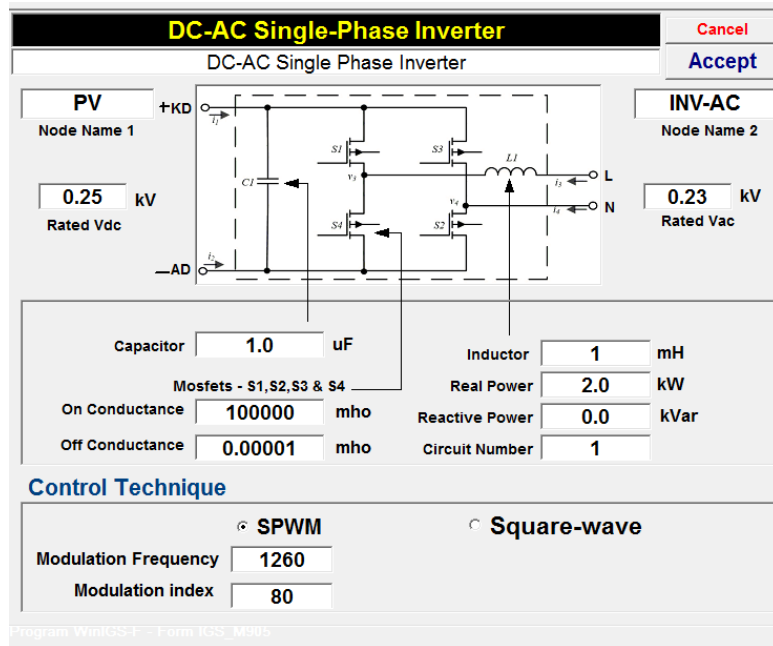 DC-AC Single-Phase Inverter
Cancel
DC-AC Single Phase Inverter
Accept
PV
Node Name 1
0.25 kV
Rated Vdc
+KD
i1
C1
S1
S3
v3
L1
i3
L
v4
i4
N
S4
S2
i2
—AD
INV-AC
Node Name 2
0.23 kV
Rated Vac
Capacitor 1.0 uF
Mosfets - S1,S2,S3 & S4
On Conductance 100000 mho
Off Conductance 0.00001 mho
Inductor 1 mH
Real Power 2.0 kW
Reactive Power 0.0 kVar
Circuit Number 1
Control Technique
SPWM
Square-wave
Modulation Frequency 1260
Modulation index 80
Program WinIGS-F - Form IGS_M905